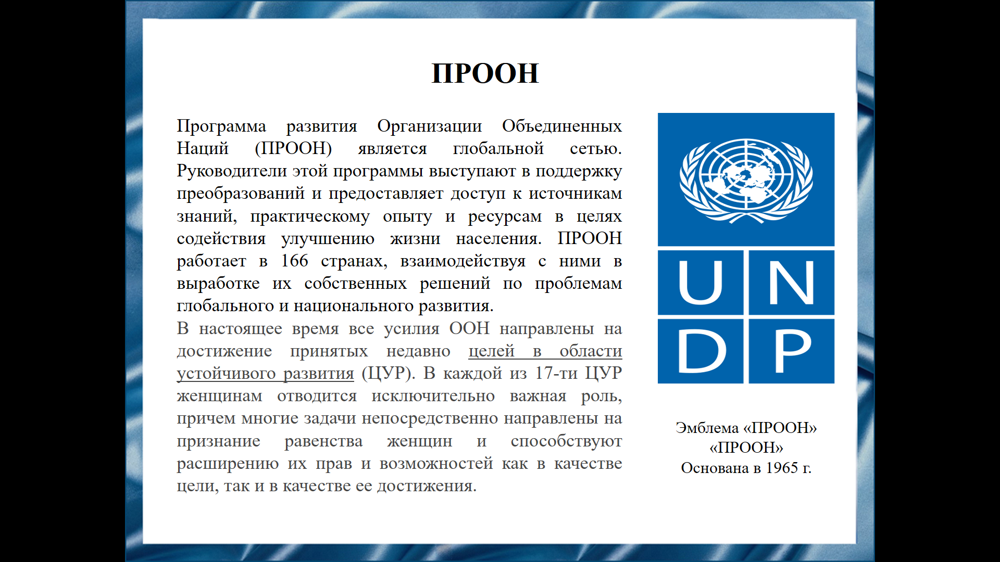 ПРООН
Программа развития Организации Объединенных
Наций (ПРООН) является глобальной сетью.
Руководители этой программы выступают в поддержку
преобразований и предоставляет доступ к источникам
знаний, практическому опыту и ресурсам в целях
содействия улучшению жизни населения. ПРООН
работает в 166 странах, взаимодействуя с ними в
выработке их собственных решений по проблемам
глобального и национального развития.
В настоящее время все усилия ООН направлены на
достижение принятых недавно целей в области
устойчивого развития (ЦУР). В каждой из 17-ти ЦУР
женщинам отводится исключительно важная роль,
причем многие задачи непосредственно направлены на
признание равенства женщин и способствуют
расширению их прав и возможностей как в качестве
цели, так и в качестве ее достижения.
U N
D P
Эмблема «ПРООН»
«ПРООН»
Основана в 1965 г.